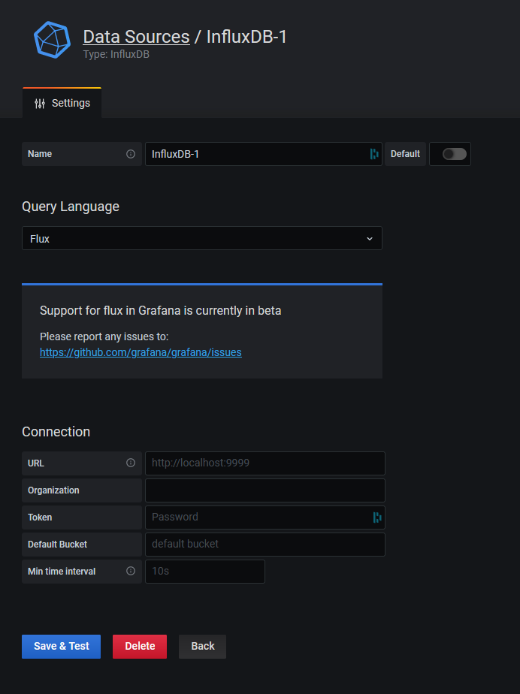 Data Sources / InfluxDB-1
Type: InfluxDB
Settings
Name InfluxDB-1 Default
Query Language
Flux
Support for flux in Grafana is currently in beta
Please report any issues to:
https://github.com/grafana/grafana/issues
Connection
URL http://localhost:9999
Organization
Token Password
Default Bucket default bucket
Min time interval 10s
Save & Test Delete Back